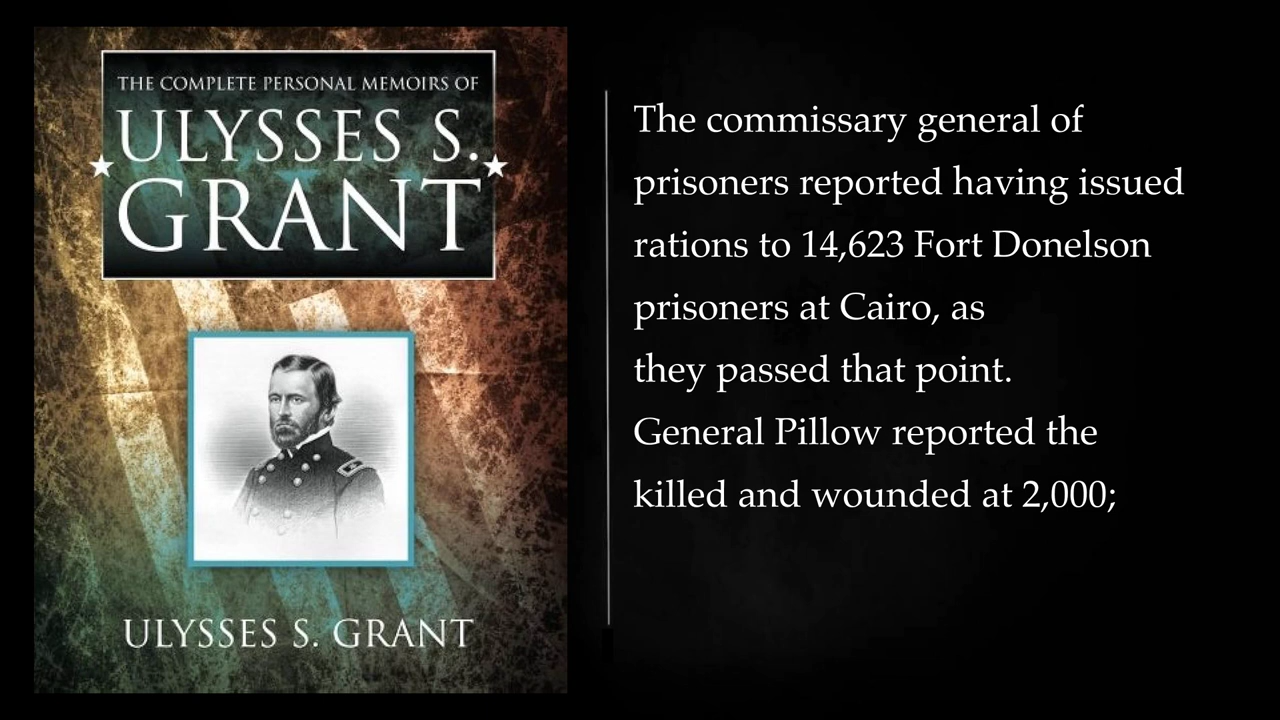 THE COMPLETE PERSONAL MEMOIRS OF
ULYSSES S.
GRANT
ULYSSES S. GRANT
The commissary general of
prisoners reported having issued
rations to 14,623 Fort Donelson
prisoners at Cairo, as
they passed that point.
General Pillow reported the
killed and wounded at 2,000;